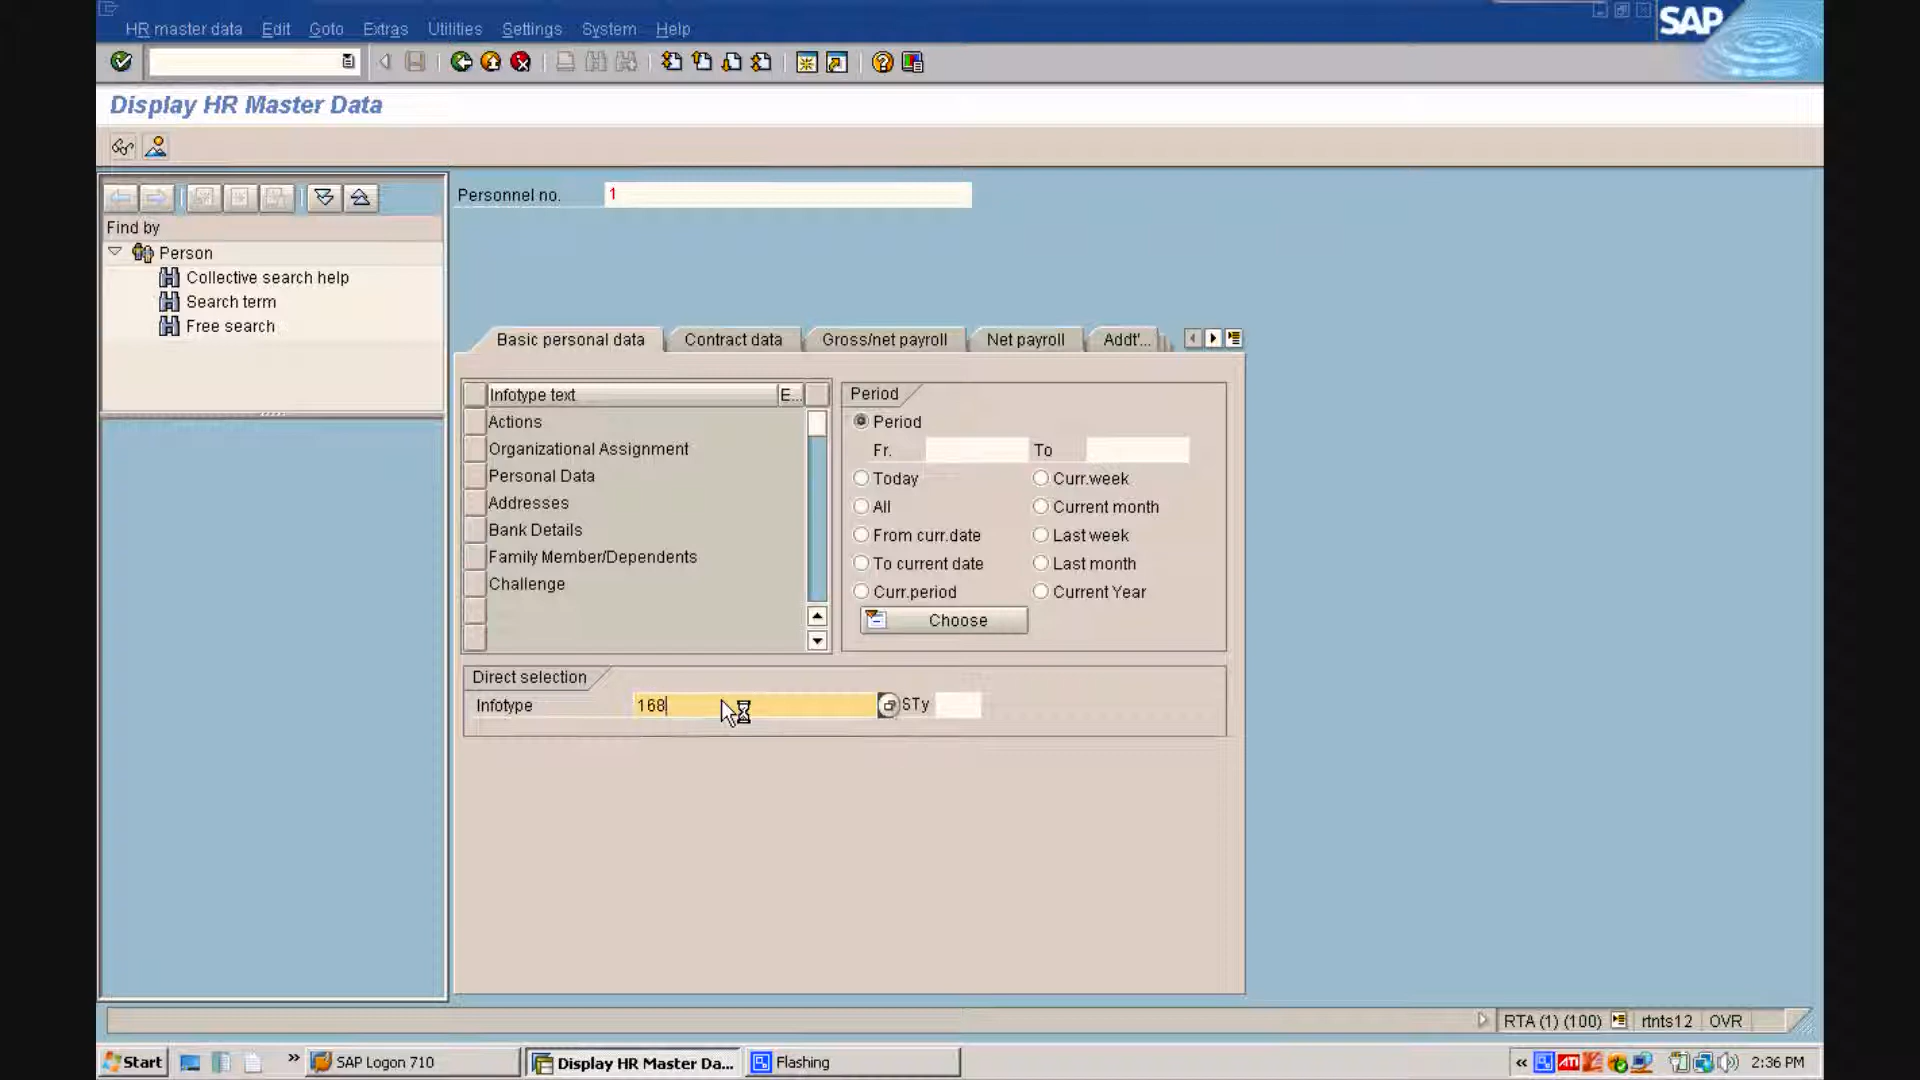 HR master data Edit Goto Extras Utilities Settings System Help
SAP
Display HR Master Data
Find by
Person
Collective search help
Search term
Free search
Personnel no. 1
Basic personal data Contract data Gross/net payroll Net payroll Addt'...
Infotype text E...
Actions
Organizational Assignment
Personal Data
Addresses
Bank Details
Family Member/Dependents
Challenge
Period
Period
Fr. To
Today Curr.week
All Current month
From curr.date Last week
To current date Last month
Curr.period Current Year
Choose
Direct selection
Infotype 168 STy
RTA (1) (100) rtnts12 OVR
Start » SAP Logon 710 Display HR Master Da... Flashing « ATI 2:36 PM